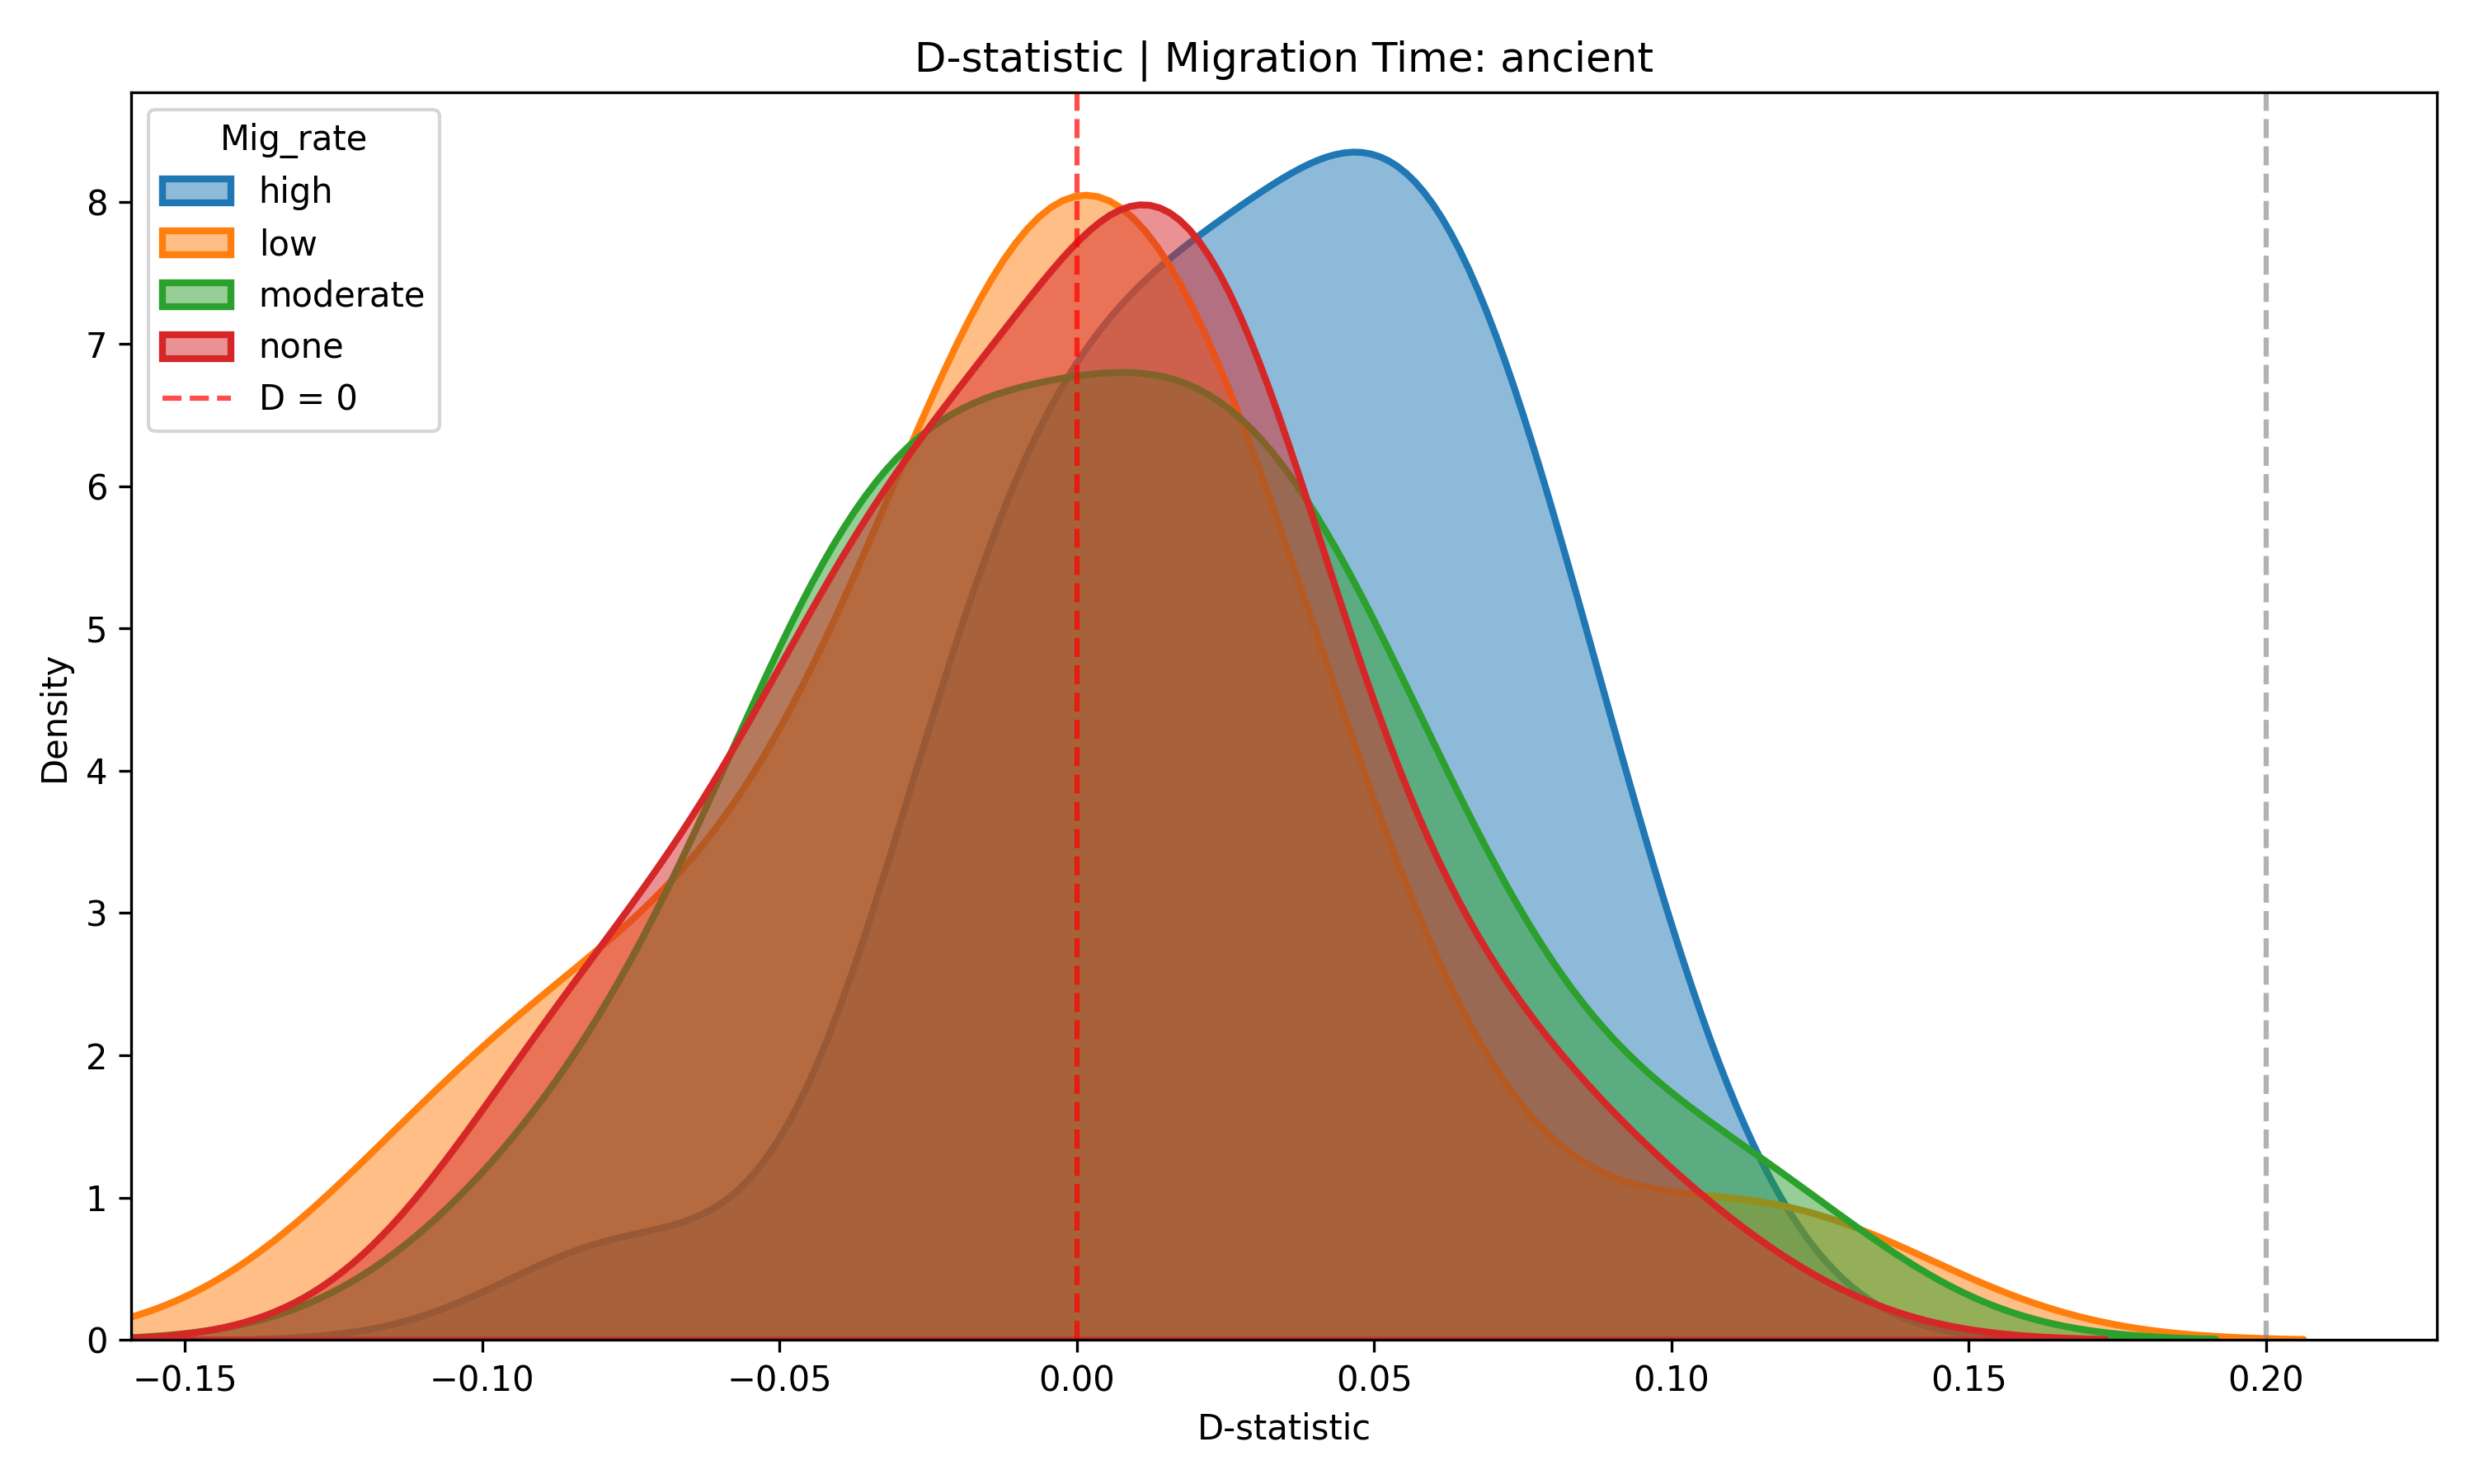 D-statistic | Migration Time: ancient
Mig_rate
high
low
moderate
none
D = 0
8
7
6
5
4
3
2
1
0
Density
−0.15 −0.10 −0.05 0.00 0.05 0.10 0.15 0.20
D-statistic